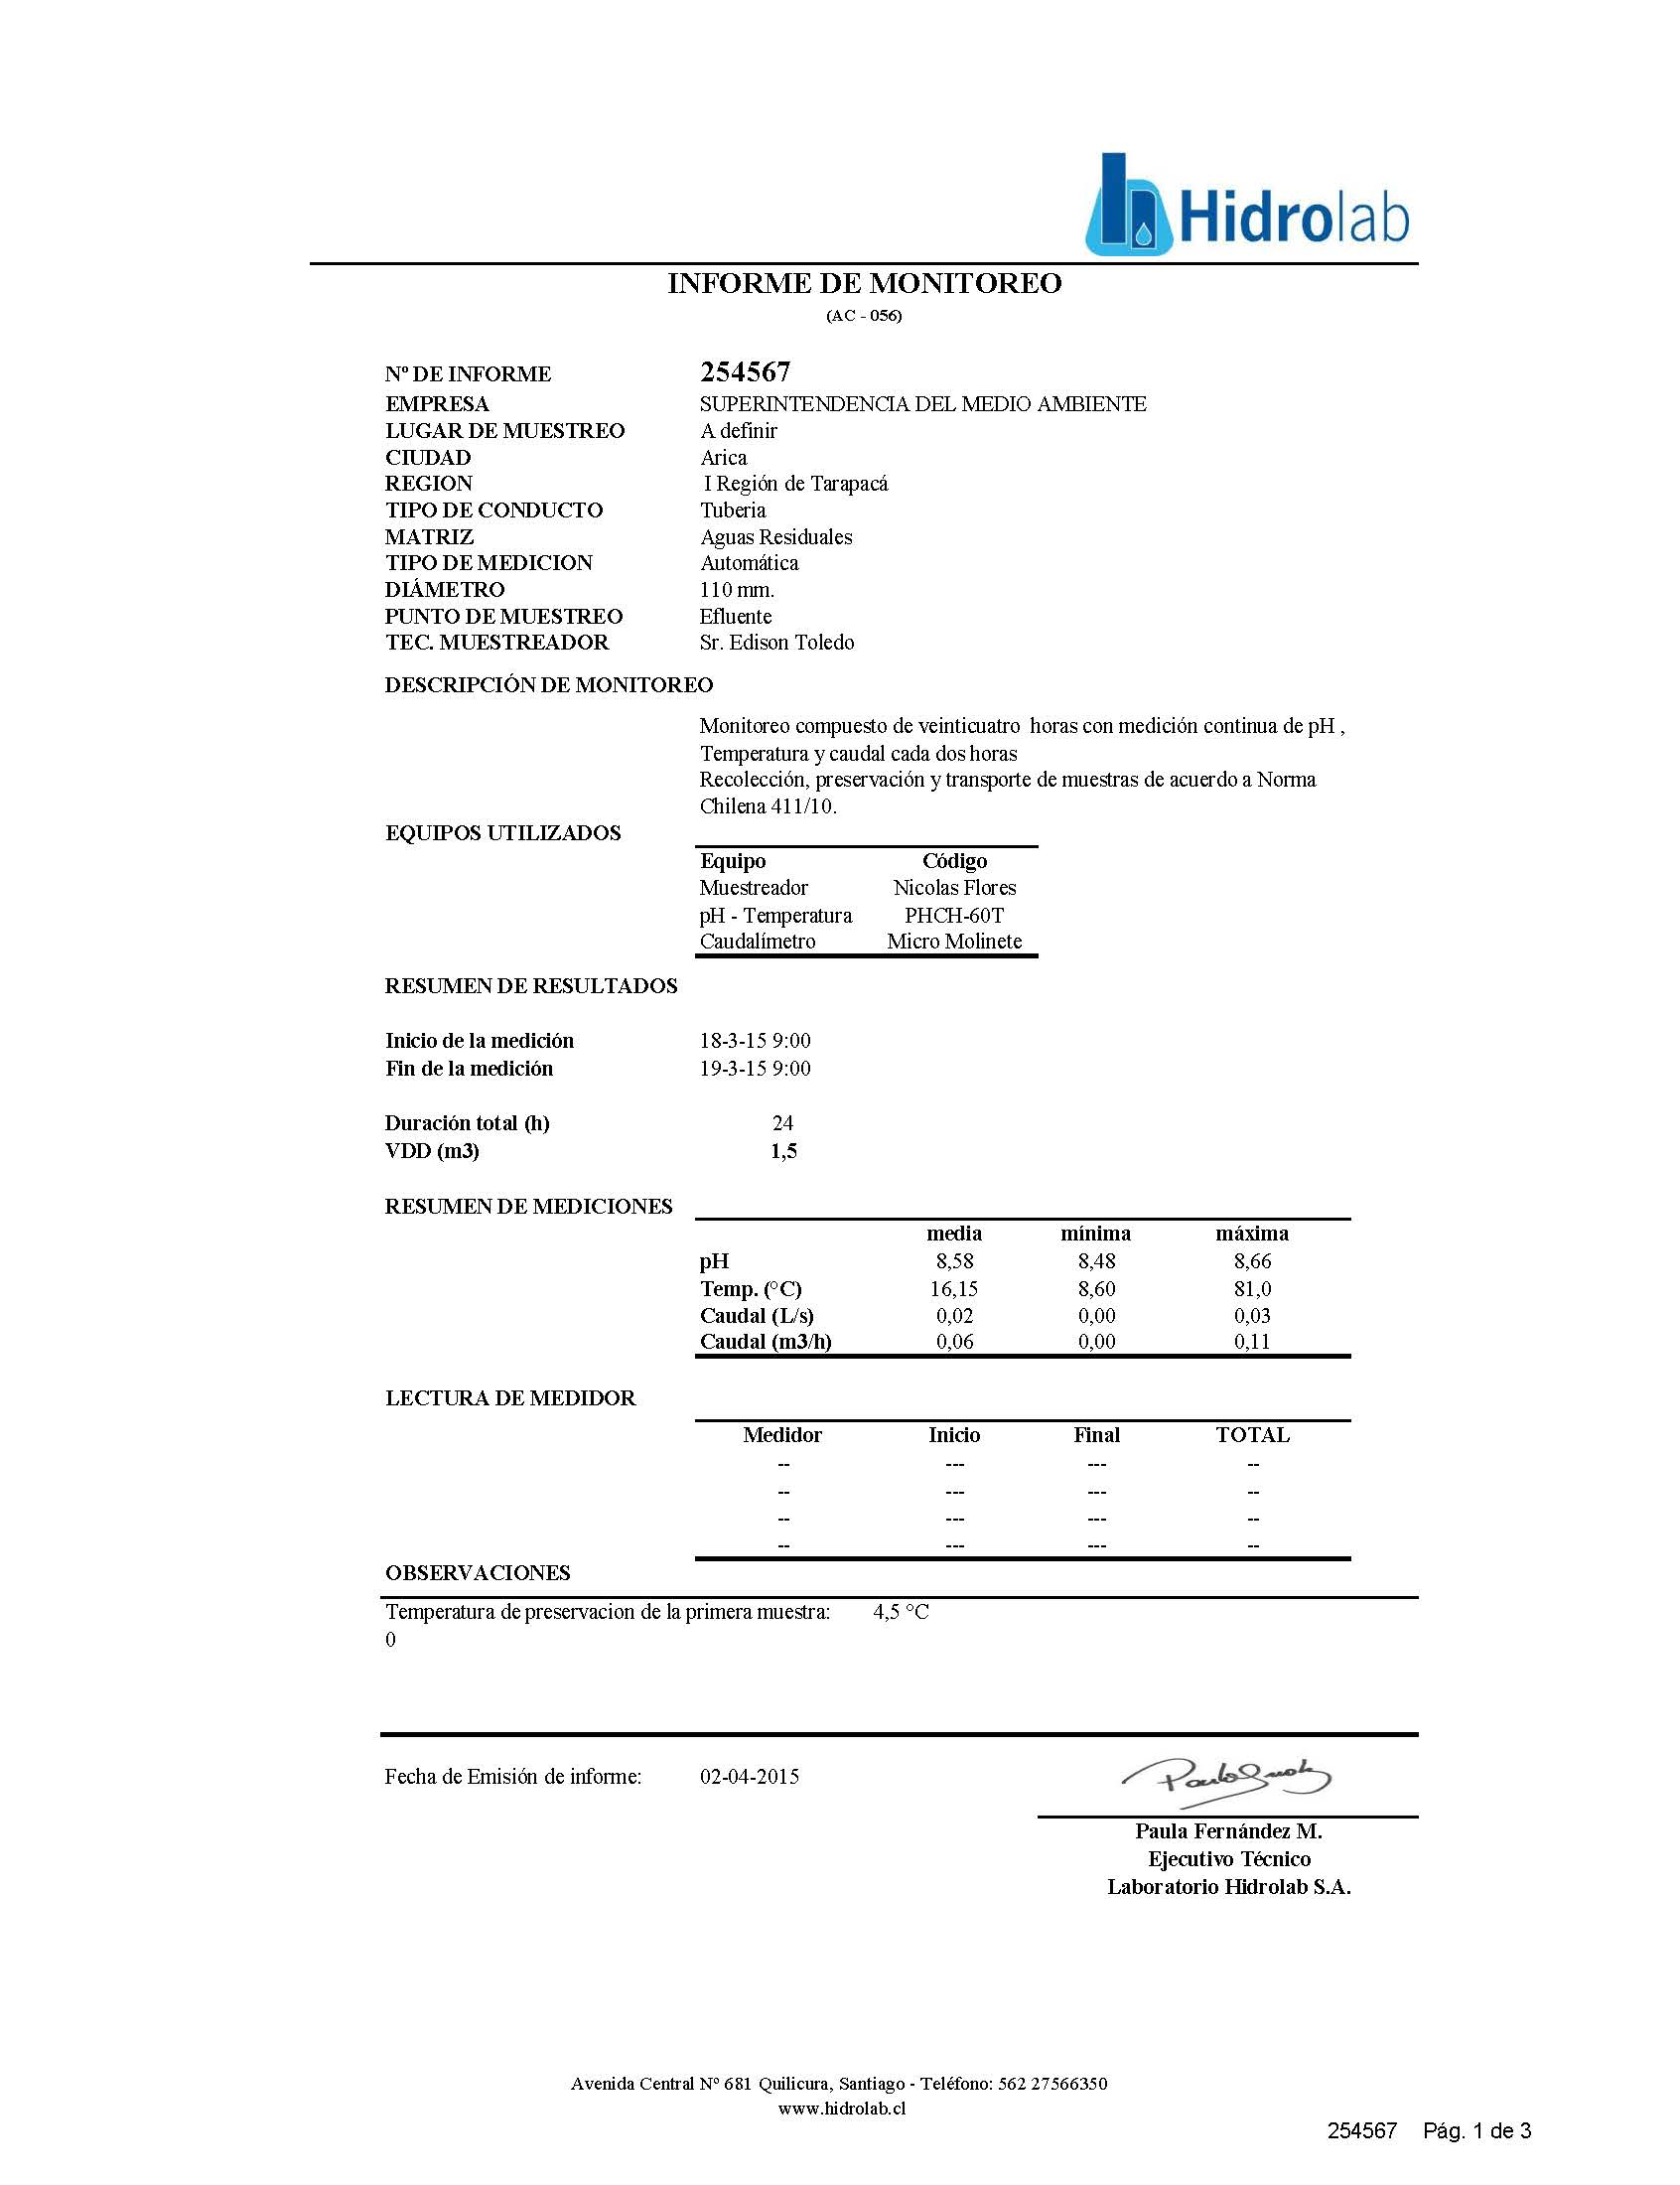 Hidrolab
INFORME DE MONITOREO
(AC - 056)
Nº DE INFORME 254567
EMPRESA SUPERINTENDENCIA DEL MEDIO AMBIENTE
LUGAR DE MUESTREO A definir
CIUDAD Arica
REGION I Región de Tarapacá
TIPO DE CONDUCTO Tuberia
MATRIZ Aguas Residuales
TIPO DE MEDICION Automática
DIÁMETRO 110 mm.
PUNTO DE MUESTREO Efluente
TEC. MUESTREADOR Sr. Edison Toledo
DESCRIPCIÓN DE MONITOREO
Monitoreo compuesto de veinticuatro horas con medición continua de pH ,
Temperatura y caudal cada dos horas
Recolección, preservación y transporte de muestras de acuerdo a Norma
Chilena 411/10.
EQUIPOS UTILIZADOS
Equipo Código
Muestreador Nicolas Flores
pH - Temperatura PHCH-60T
Caudalímetro Micro Molinete
RESUMEN DE RESULTADOS
Inicio de la medición 18-3-15 9:00
Fin de la medición 19-3-15 9:00
Duración total (h) 24
VDD (m3) 1,5
RESUMEN DE MEDICIONES
media mínima máxima
pH 8,58 8,48 8,66
Temp. (°C) 16,15 8,60 81,0
Caudal (L/s) 0,02 0,00 0,03
Caudal (m3/h) 0,06 0,00 0,11
LECTURA DE MEDIDOR
Medidor Inicio Final TOTAL
-- --- --- --
-- --- --- --
-- --- --- --
-- --- --- --
OBSERVACIONES
Temperatura de preservacion de la primera muestra: 4,5 °C
0
Fecha de Emisión de informe: 02-04-2015
Paula Fernández M.
Ejecutivo Técnico
Laboratorio Hidrolab S.A.
Avenida Central Nº 681 Quilicura, Santiago - Teléfono: 562 27566350
www.hidrolab.cl
254567 Pág. 1 de 3